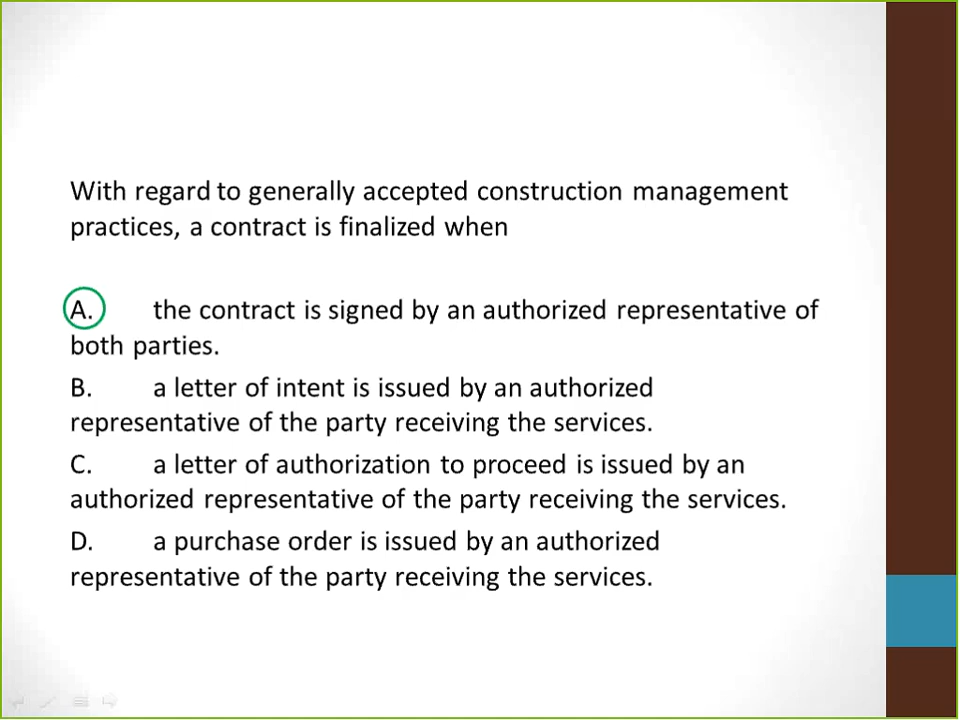 With regard to generally accepted construction management
practices, a contract is finalized when
A. the contract is signed by an authorized representative of
both parties.
B. a letter of intent is issued by an authorized
representative of the party receiving the services.
C. a letter of authorization to proceed is issued by an
authorized representative of the party receiving the services.
D. a purchase order is issued by an authorized
representative of the party receiving the services.